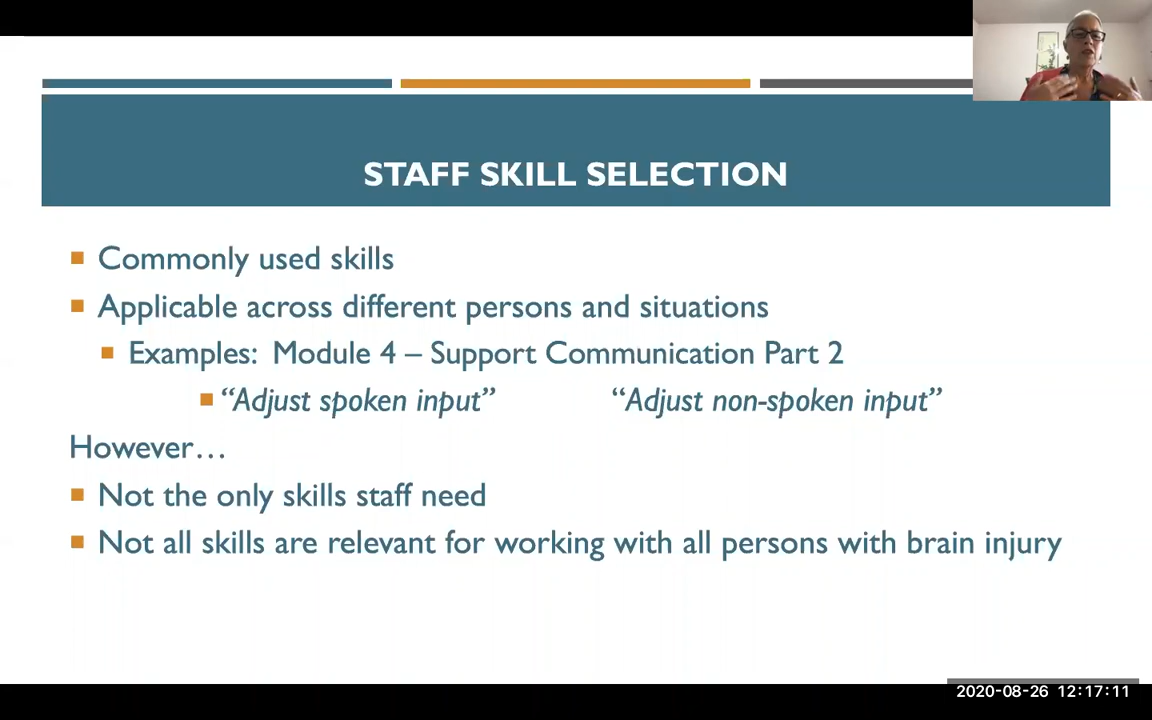 STAFF SKILL SELECTION
Commonly used skills
Applicable across different persons and situations
Examples: Module 4 – Support Communication Part 2
“Adjust spoken input” “Adjust non-spoken input”
However…
Not the only skills staff need
Not all skills are relevant for working with all persons with brain injury
2020-08-26 12:17:11